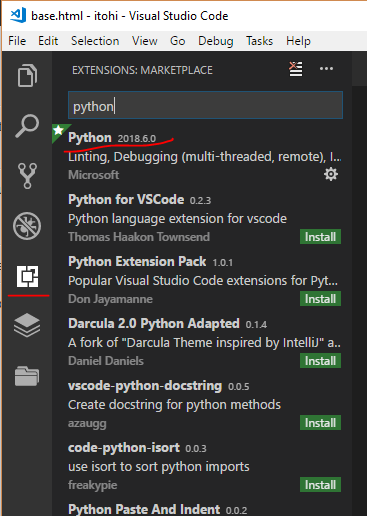 base.html - itohi - Visual Studio Code
File Edit Selection View Go Debug Tasks Help
EXTENSIONS: MARKETPLACE
python
Python 2018.6.0
Linting, Debugging (multi-threaded, remote), I...
Microsoft
Python for VSCode 0.2.3
Python language extension for vscode
Thomas Haakon Townsend Install
Python Extension Pack 1.0.1
Popular Visual Studio Code extensions for Pyt...
Don Jayamanne Install
Darcula 2.0 Python Adapted 0.1.4
A fork of "Darcula Theme inspired by IntelliJ" a...
Daniel Daniels Install
vscode-python-docstring 0.0.5
Create docstring for python methods
azaugg Install
code-python-isort 0.0.3
use isort to sort python imports
freakypie Install
Python Paste And Indent 0.0.2